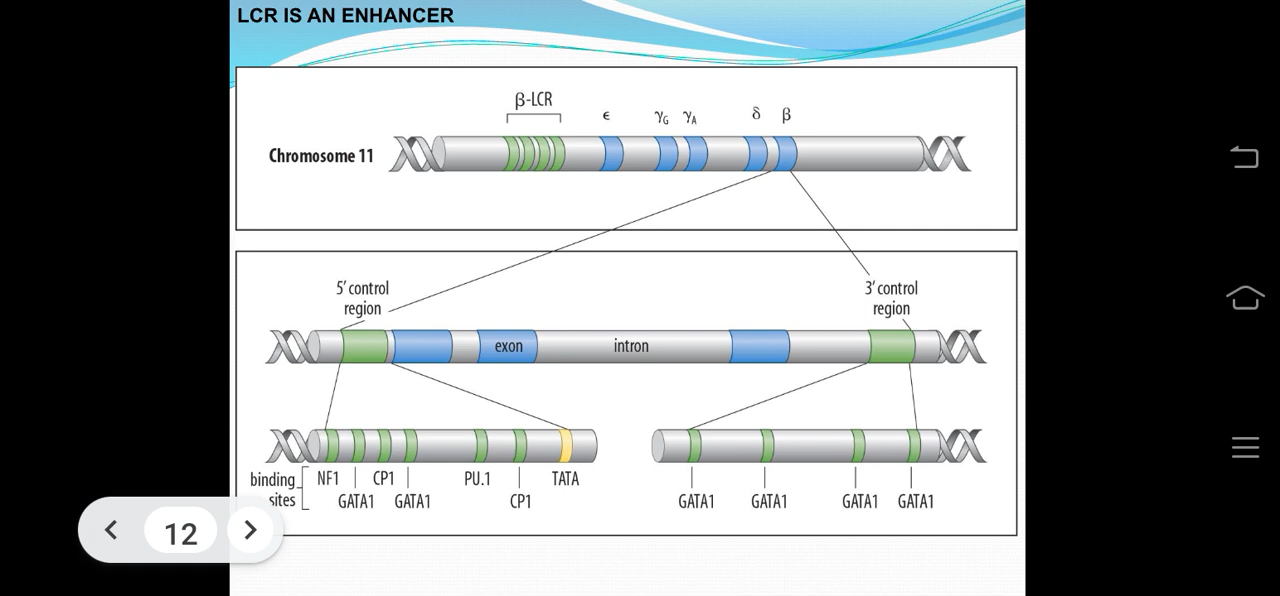 LCR IS AN ENHANCER
β-LCR
ϵ
γG
γA
δ
β
Chromosome 11
5′ control
region
3′ control
region
exon
intron
binding
sites
NF1
GATA1
CP1
GATA1
PU.1
CP1
TATA
GATA1
GATA1
GATA1
GATA1
12